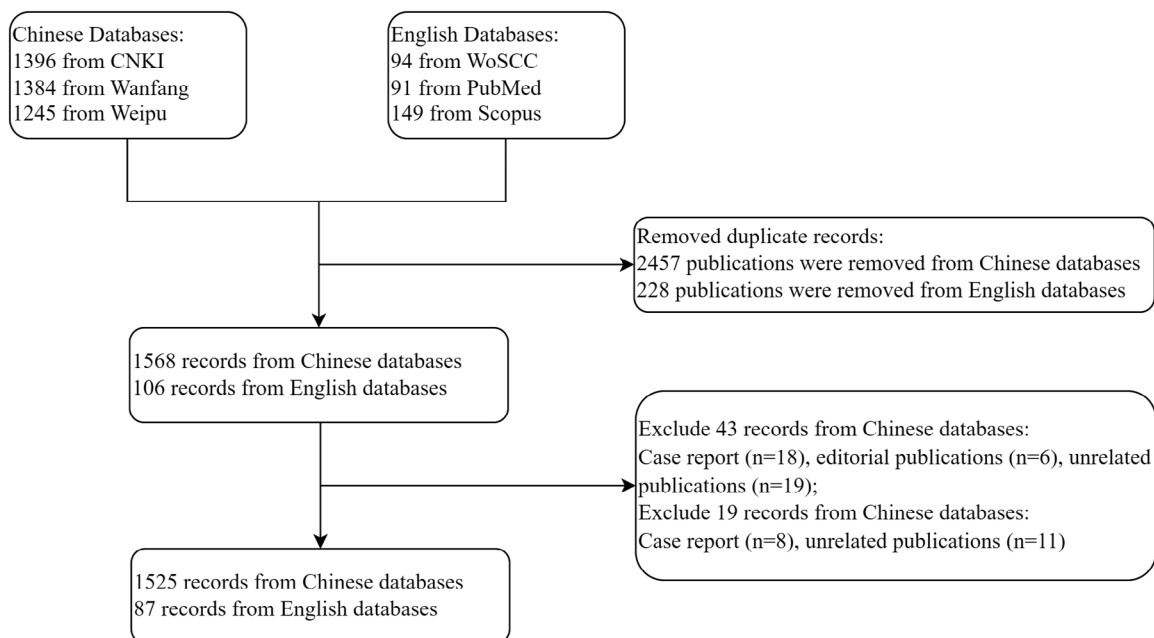 Chinese Databases:
1396 from CNKI
1384 from Wanfang
1245 from Weipu
English Databases:
94 from WoSCC
91 from PubMed
149 from Scopus
Removed duplicate records:
2457 publications were removed from Chinese databases
228 publications were removed from English databases
1568 records from Chinese databases
106 records from English databases
Exclude 43 records from Chinese databases:
Case report (n=18), editorial publications (n=6), unrelated
publications (n=19);
Exclude 19 records from Chinese databases:
Case report (n=8), unrelated publications (n=11)
1525 records from Chinese databases
87 records from English databases